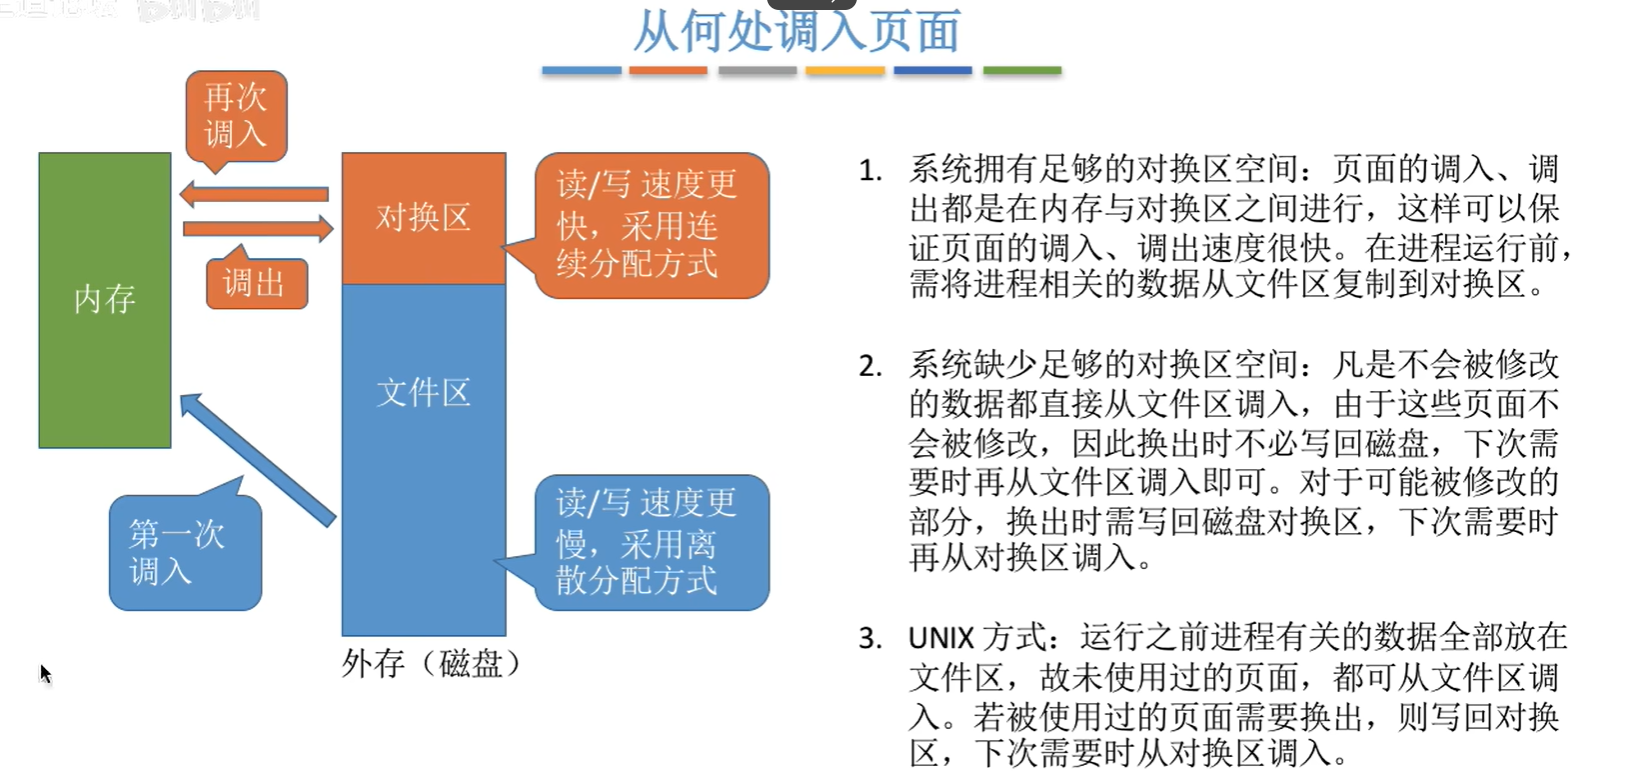 从何处调入页面
再次
调入
调出
内存
对换区
文件区
读/写 速度更
快，采用连
续分配方式
第一次
调入
读/写 速度更
慢，采用离
散分配方式
外存（磁盘）
1. 系统拥有足够的对换区空间：页面的调入、调
出都是在内存与对换区之间进行，这样可以保
证页面的调入、调出速度很快。在进程运行前，
需将进程相关的数据从文件区复制到对换区。
2. 系统缺少足够的对换区空间：凡是不会被修改
的数据都直接从文件区调入，由于这些页面不
会被修改，因此换出时不必写回磁盘，下次需
要时再从文件区调入即可。对于可能被修改的
部分，换出时需写回磁盘对换区，下次需要时
再从对换区调入。
3. UNIX 方式：运行之前进程有关的数据全部放在
文件区，故未使用过的页面，都可从文件区调
入。若被使用过的页面需要换出，则写回对换
区，下次需要时从对换区调入。